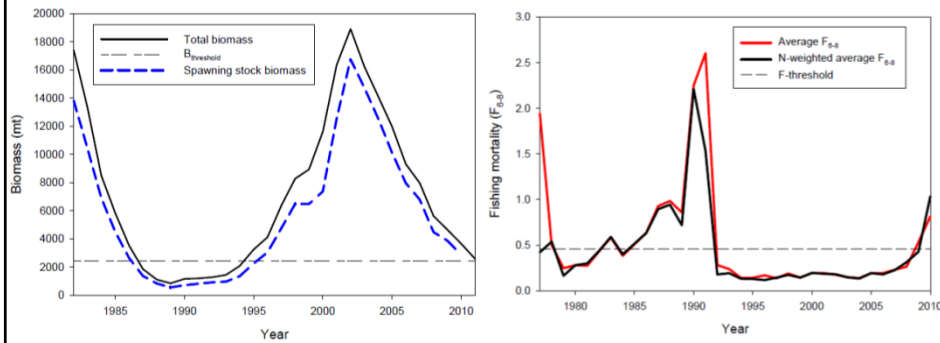 20000
18000
16000
14000
12000
10000
8000
6000
4000
2000
0
Biomass (mt)
Total biomass
Bthreshold
Spawning stock biomass
1985 1990 1995 2000 2005 2010
Year
3.0
2.5
2.0
1.5
1.0
0.5
0.0
Fishing mortality (F6-8)
Average F6-8
N-weighted average F6-8
F-threshold
1980 1985 1990 1995 2000 2005 2010
Year